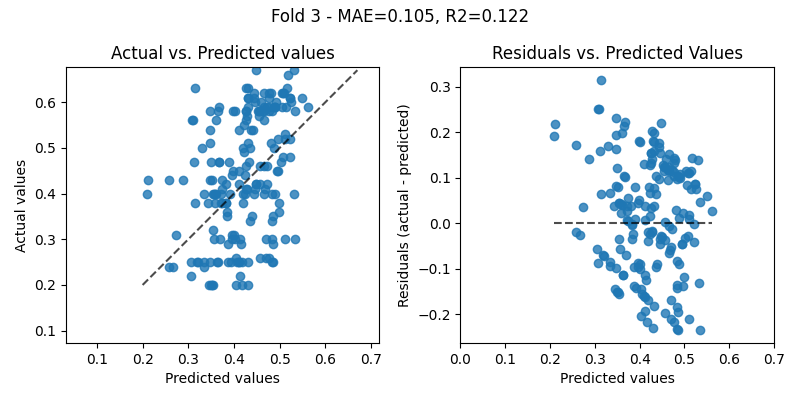 Fold 3 - MAE=0.105, R2=0.122
Actual vs. Predicted values
Actual values
0.6
0.5
0.4
0.3
0.2
0.1
0.1 0.2 0.3 0.4 0.5 0.6 0.7
Predicted values
Residuals vs. Predicted Values
Residuals (actual - predicted)
0.3
0.2
0.1
0.0
−0.1
−0.2
0.0 0.1 0.2 0.3 0.4 0.5 0.6 0.7
Predicted values